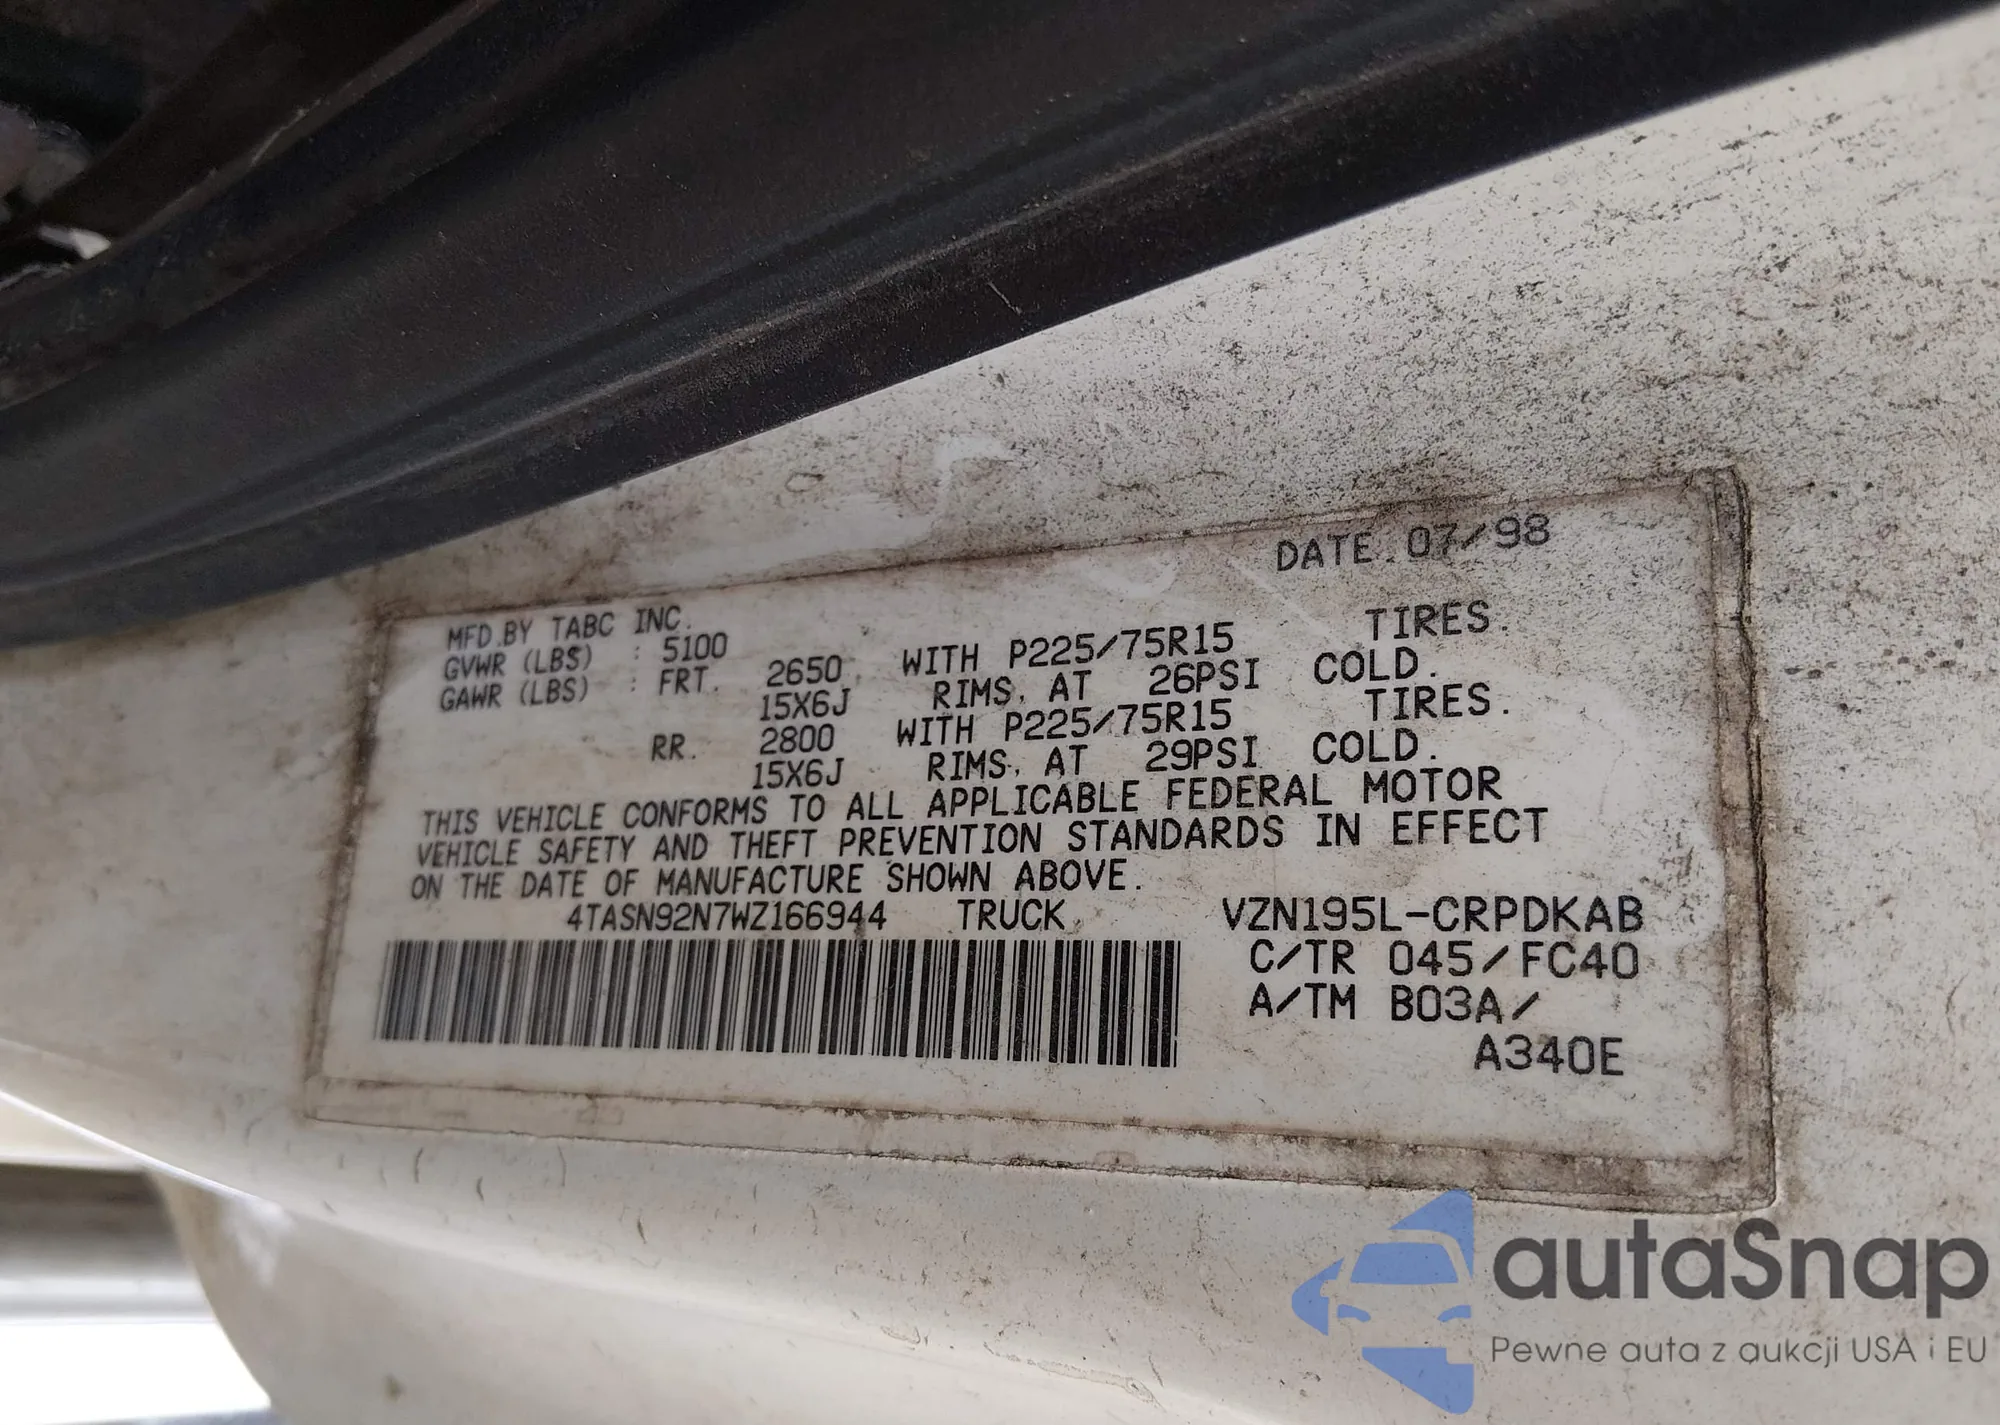 DATE. 07/98
MFD.BY TABC INC.
GVWR (LBS) : 5100
GAWR (LBS) : FRT. 2650 WITH P225/75R15 TIRES.
15X6J RIMS, AT 26PSI COLD.
RR. 2800 WITH P225/75R15 TIRES.
15X6J RIMS, AT 29PSI COLD.
THIS VEHICLE CONFORMS TO ALL APPLICABLE FEDERAL MOTOR
VEHICLE SAFETY AND THEFT PREVENTION STANDARDS IN EFFECT
ON THE DATE OF MANUFACTURE SHOWN ABOVE.
4TASN92N7WZ166944 TRUCK VZN195L-CRPDKAB
C/TR 045/FC40
A/TM B03A/
A340E
autaSnap
Pewne auta z aukcji USA i EU